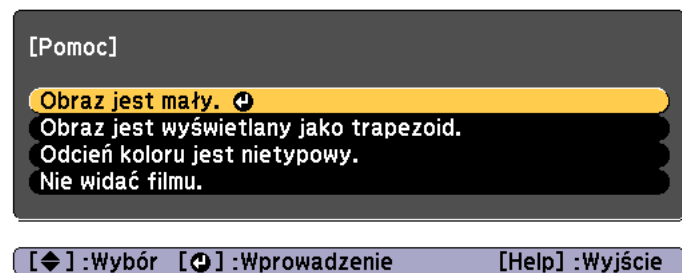 [Pomoc]
Obraz jest mały.
Obraz jest wyświetlany jako trapezoid.
Odcień koloru jest nietypowy.
Nie widać filmu.
[◆] :Wybór [⏎] :Wprowadzenie [Help] :Wyjście